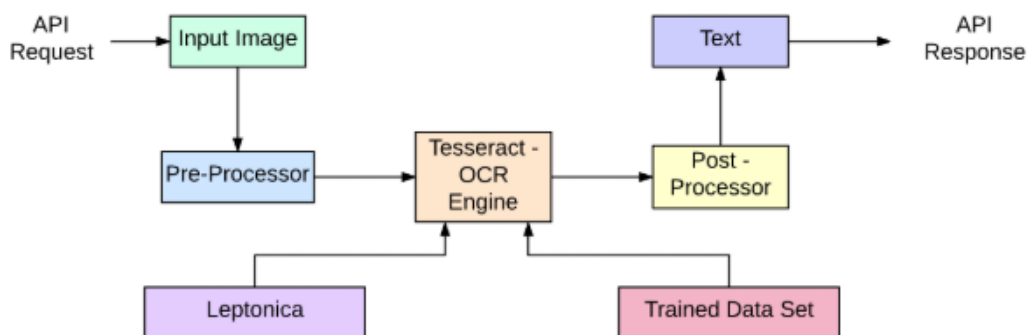 API
Request
Input Image
Text
API
Response
Pre-Processor
Tesseract -
OCR
Engine
Post -
Processor
Leptonica
Trained Data Set